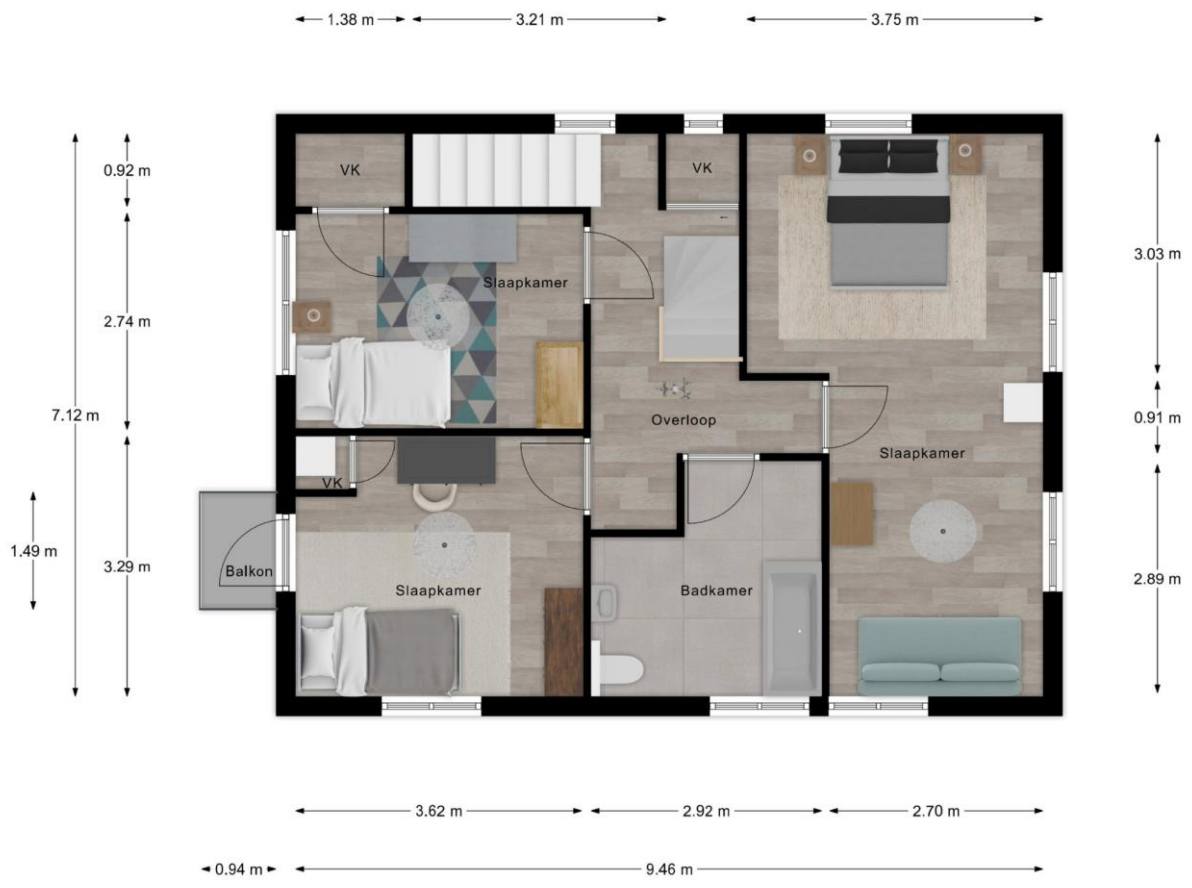 1.38 m
3.21 m
3.75 m
0.92 m
VK
VK
3.03 m
Slaapkamer
2.74 m
7.12 m
0.91 m
Overloop
Slaapkamer
VK
1.49 m
3.29 m
Balkon
2.89 m
Slaapkamer
Badkamer
3.62 m
2.92 m
2.70 m
0.94 m
9.46 m